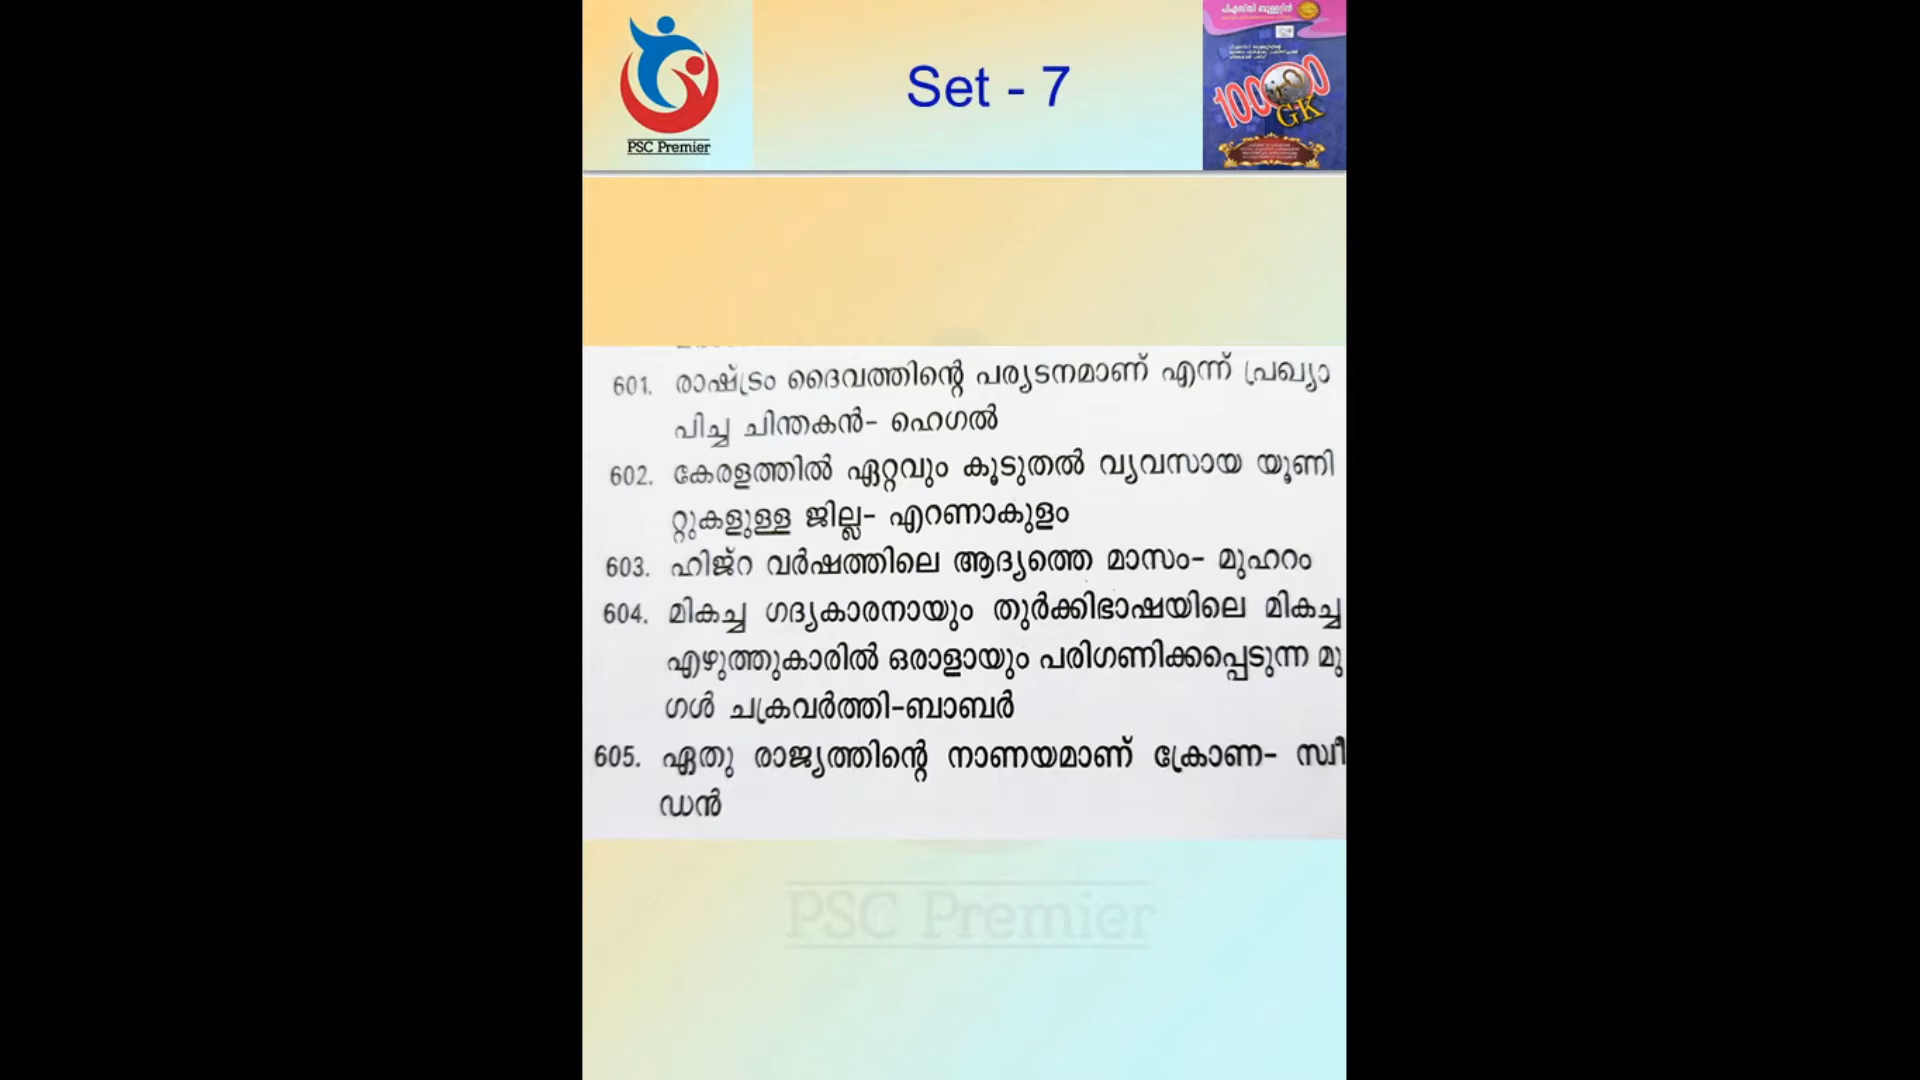 പിഎസ്‌സി ബുള്ളറ്റിൻ
Set - 7
GK
PSC Premier
601. രാഷ്ട്രം ദൈവത്തിന്റെ പര്യടനമാണ് എന്ന് പ്രഖ്യാ
പിച്ച ചിന്തകൻ- ഹെഗൽ
602. കേരളത്തിൽ ഏറ്റവും കൂടുതൽ വ്യവസായ യൂണി
റ്റുകളുള്ള ജില്ല- എറണാകുളം
603. ഹിജ്റ വർഷത്തിലെ ആദ്യത്തെ മാസം- മുഹറം
604. മികച്ച ഗദ്യകാരനായും തുർക്കിഭാഷയിലെ മികച്ച
എഴുത്തുകാരിൽ ഒരാളായും പരിഗണിക്കപ്പെടുന്ന മു
ഗൾ ചക്രവർത്തി-ബാബർ
605. ഏതു രാജ്യത്തിന്റെ നാണയമാണ് ക്രോണ- സ്വീ
ഡൻ
PSC Premier